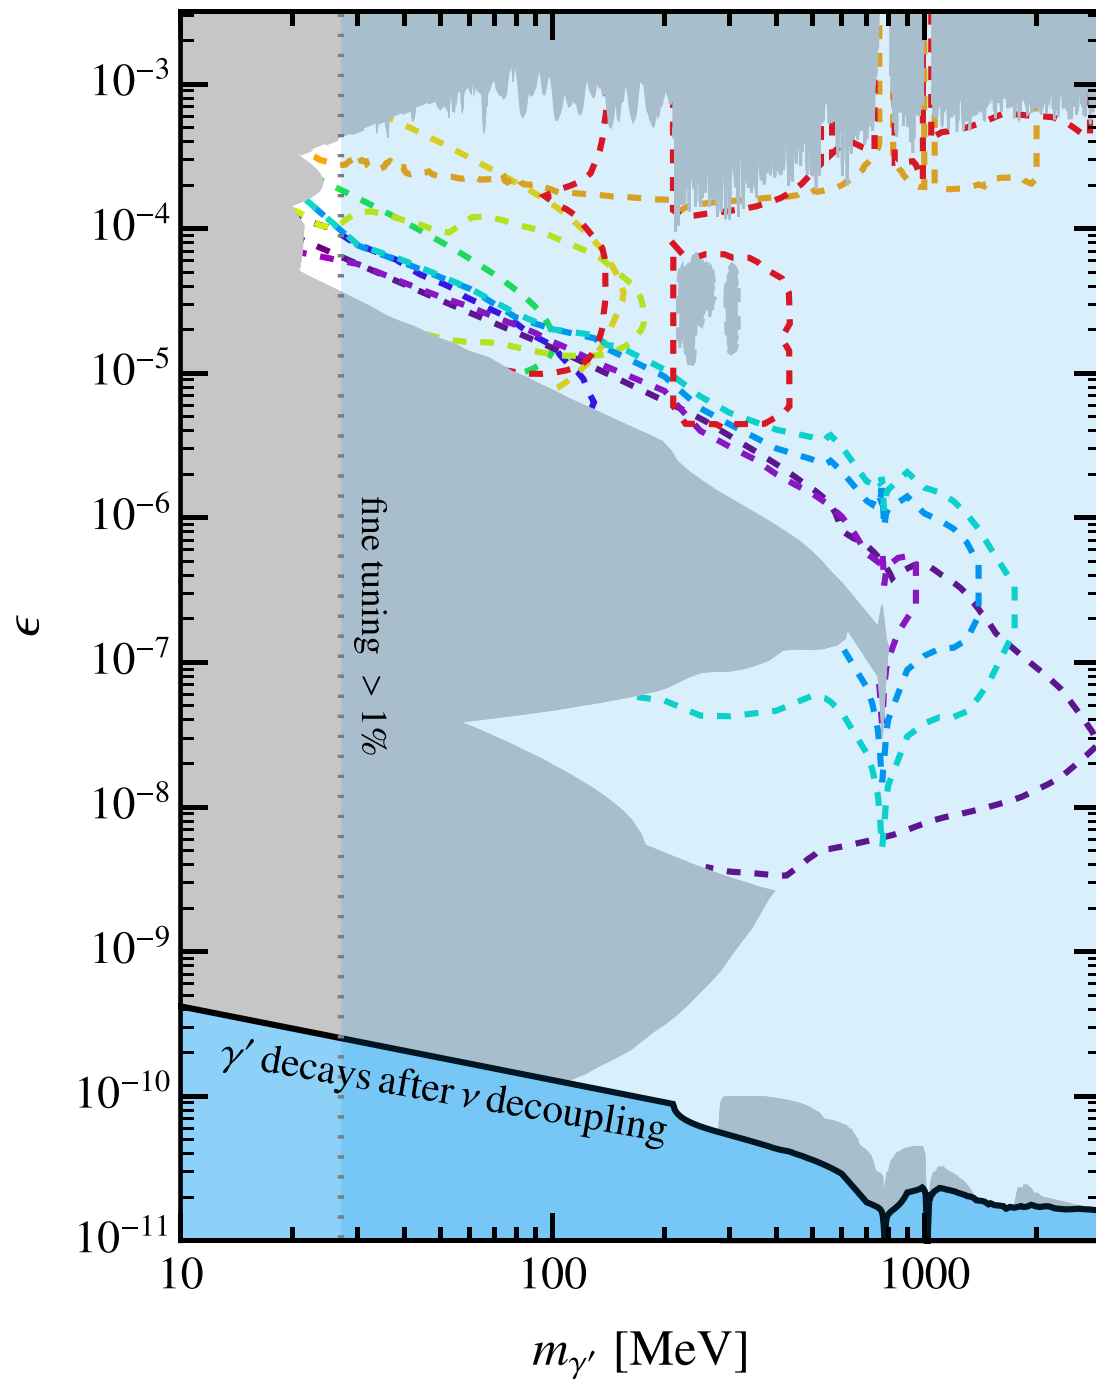 10⁻³
10⁻⁴
10⁻⁵
10⁻⁶
10⁻⁷
10⁻⁸
10⁻⁹
10⁻¹⁰
10⁻¹¹
ϵ
fine tuning > 1%
γ′ decays after ν decoupling
10 100 1000
m_γ′ [MeV]